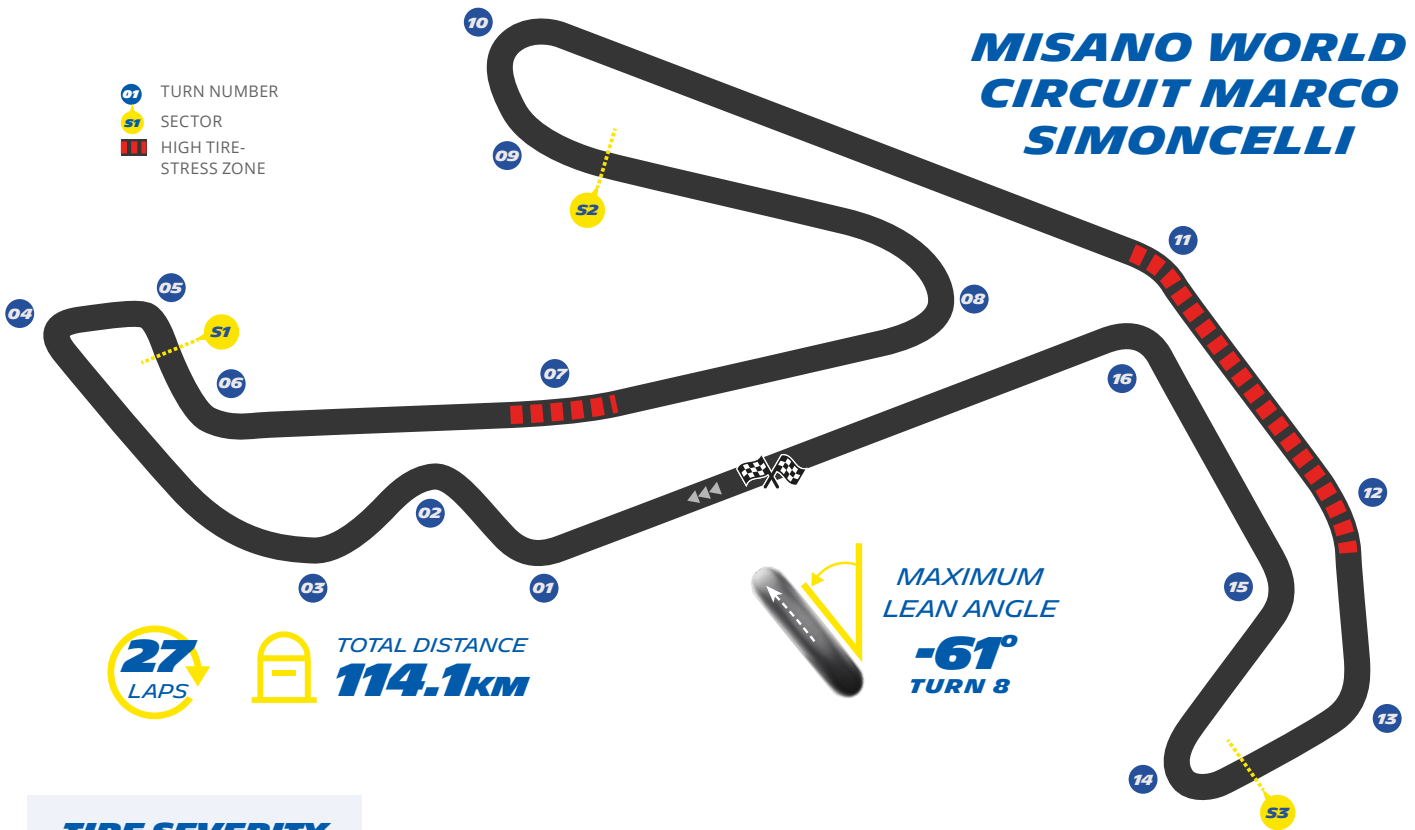 MISANO WORLD
CIRCUIT MARCO
SIMONCELLI
01 TURN NUMBER
S1 SECTOR
HIGH TIRE-
STRESS ZONE
10
09
S2
11
05
04
S1
06
07
08
16
12
02
03
01
15
13
14
S3
27
LAPS
TOTAL DISTANCE
114.1KM
MAXIMUM
LEAN ANGLE
-61°
TURN 8
TIRE SEVERITY